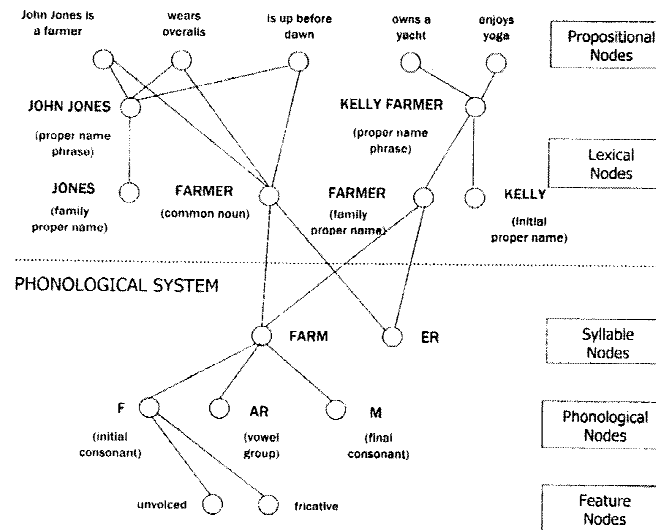 John Jones is
a farmer
wears
overalls
is up before
dawn
owns a
yacht
enjoys
yoga
Propositional
Nodes
JOHN JONES
(proper name
phrase)
KELLY FARMER
(proper name
phrase)
Lexical
Nodes
JONES
(family
proper name)
FARMER
(common noun)
FARMER
(family
proper name)
KELLY
(initial
proper name)
PHONOLOGICAL SYSTEM
FARM
ER
Syllable
Nodes
F
(initial
consonant)
AR
(vowel
group)
M
(final
consonant)
Phonological
Nodes
unvoiced
fricative
Feature
Nodes